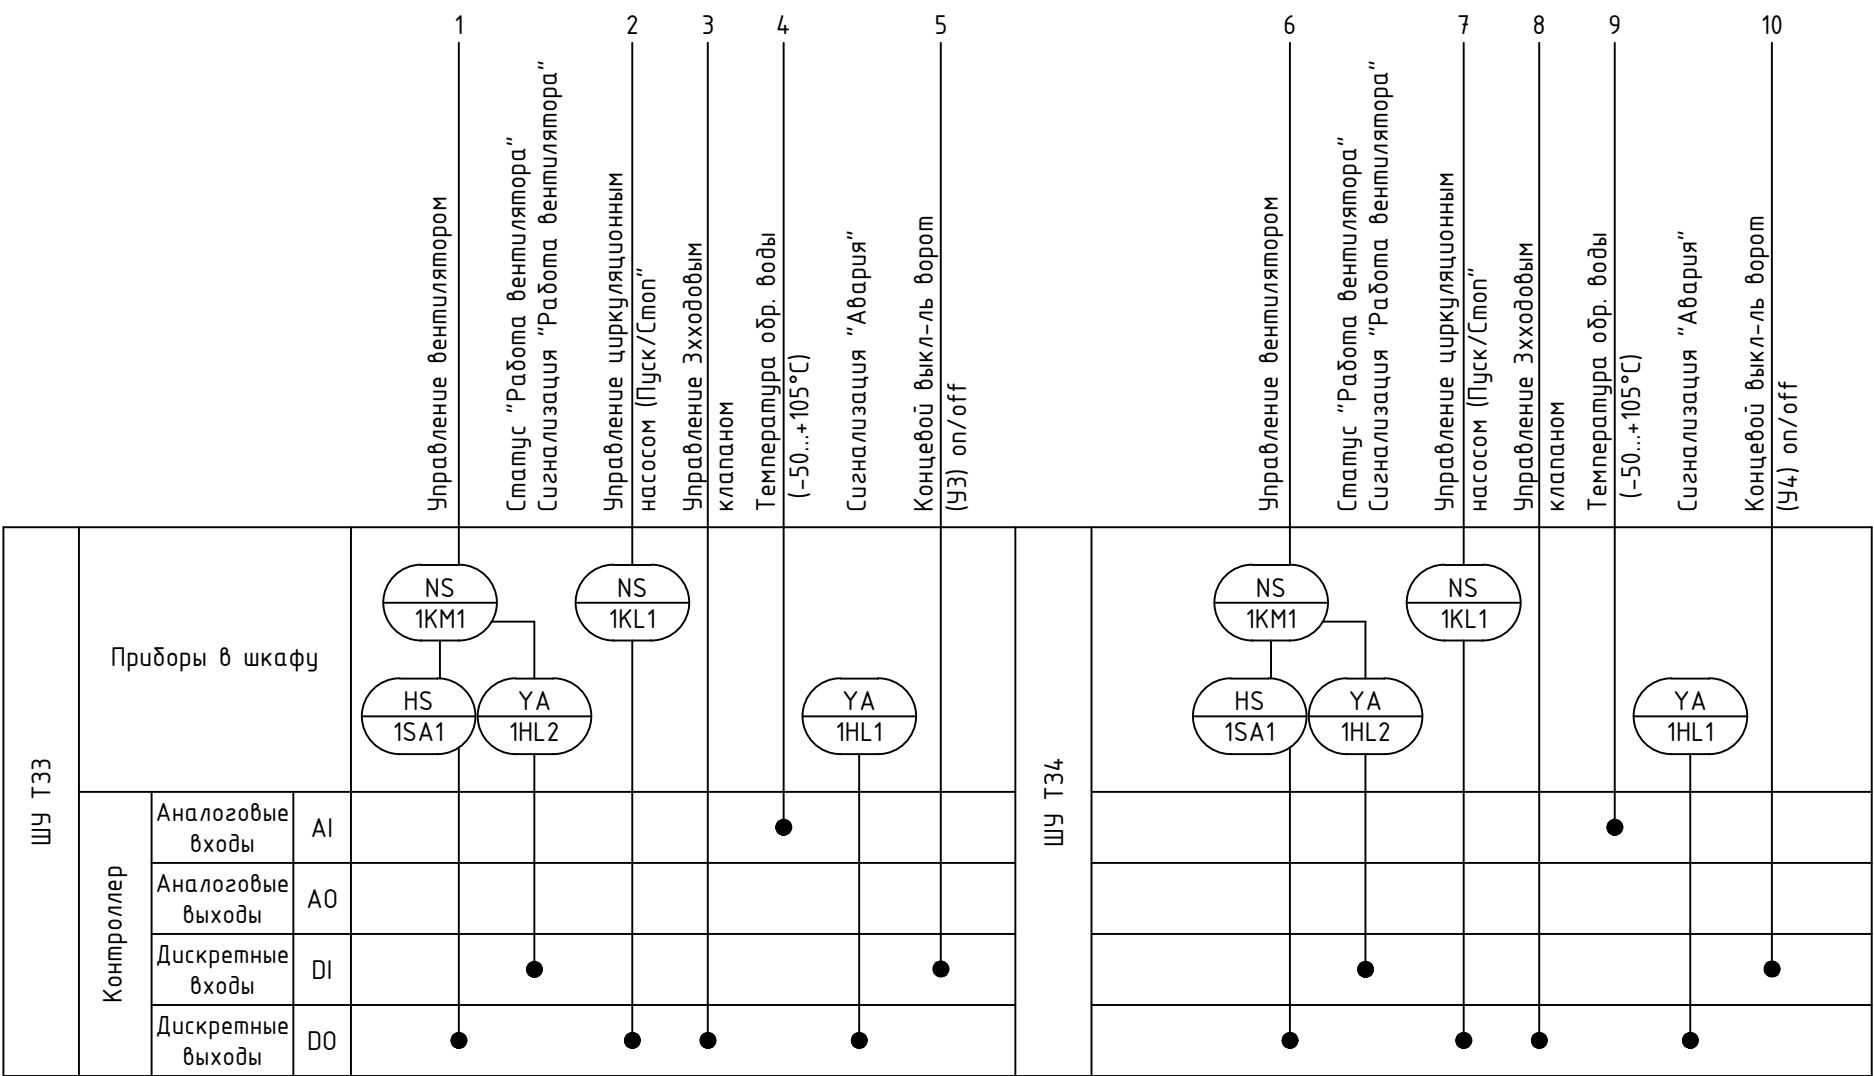 1
2
3
4
5
6
7
8
9
10
Управление вентилятором
Статус "Работа вентилятора"
Сигнализация "Работа вентилятора"
Управление циркуляционным
насосом (Пуск/Стоп"
Управление 3хходовым
клапаном
Температура обр. воды
(-50...+105°C)
Сигнализация "Авария"
Концевой выкл-ль ворот
(У3) on/off
Управление вентилятором
Статус "Работа вентилятора"
Сигнализация "Работа вентилятора"
Управление циркуляционным
насосом (Пуск/Стоп"
Управление 3хходовым
клапаном
Температура обр. воды
(-50...+105°C)
Сигнализация "Авария"
Концевой выкл-ль ворот
(У4) on/off
ШУ ТЗ3
Приборы в шкафу
NS
1KM1
NS
1KL1
HS
1SA1
YA
1HL2
YA
1HL1
ШУ ТЗ4
NS
1KM1
NS
1KL1
HS
1SA1
YA
1HL2
YA
1HL1
Контроллер
Аналоговые
входы
AI
Аналоговые
выходы
AO
Дискретные
входы
DI
Дискретные
выходы
DO